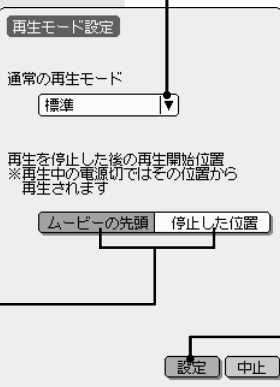 再生モード設定
通常の再生モード
標準
再生を停止した後の再生開始位置
※再生中の電源切ではその位置から
再生されます
ムービーの先頭 停止した位置
設定 中止